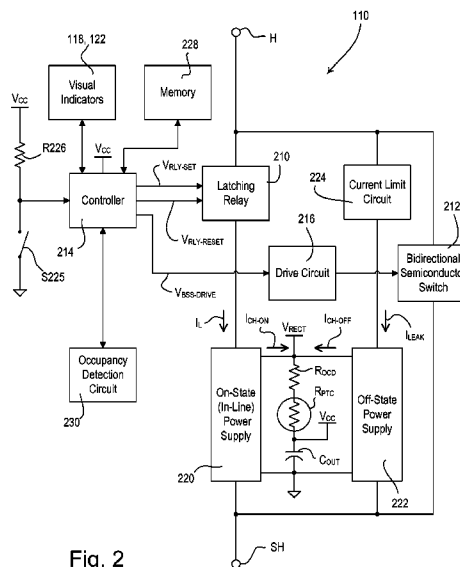 110
H
118, 122
Visual
Indicators
228
Memory
VCC
R226
VCC
Controller
214
VRLY-SET
VRLY-RESET
210
Latching
Relay
224
Current Limit
Circuit
212
Bidirectional
Semiconductor
Switch
216
Drive Circuit
S225
VBSS-DRIVE
IL
ICH-ON
VRECT
ICH-OFF
ILEAK
Occupancy
Detection
Circuit
230
On-State
(In-Line)
Power
Supply
220
ROCD
RPTC
VCC
COUT
Off-State
Power
Supply
222
SH
Fig. 2